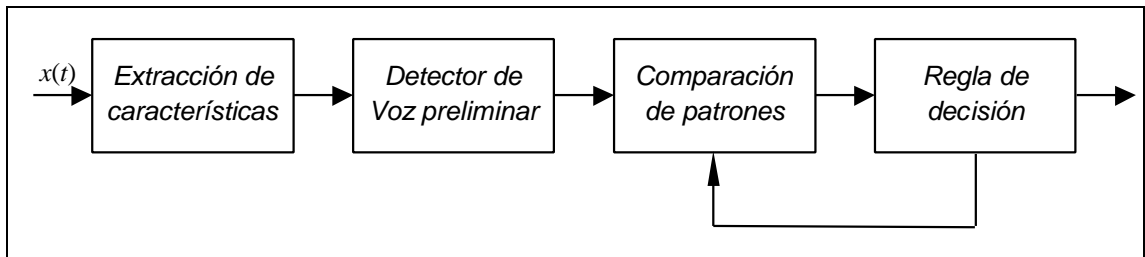 x(t)
Extracción de
características
Detector de
Voz preliminar
Comparación
de patrones
Regla de
decisión